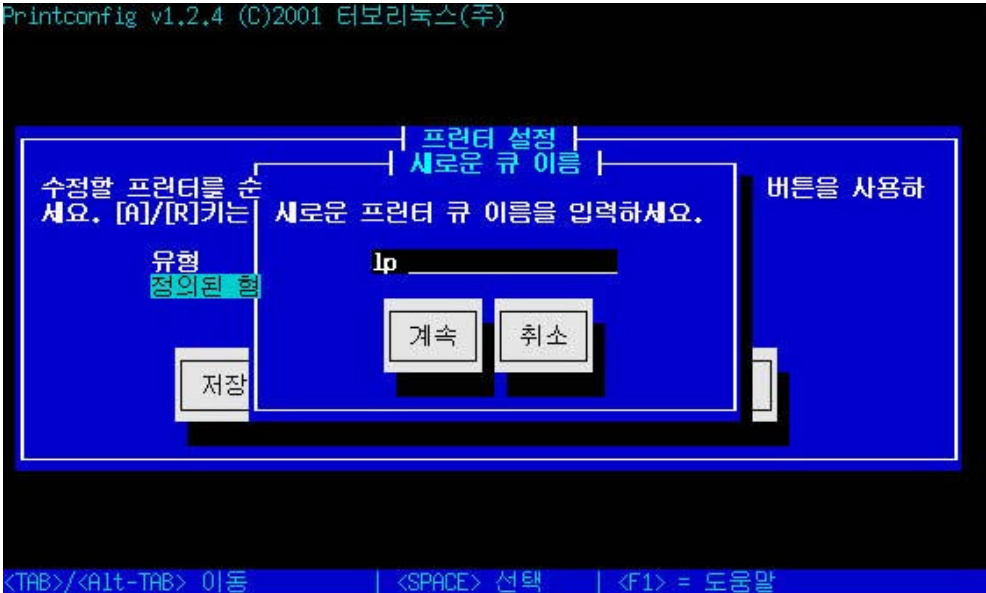 Printconfig v1.2.4 (C)2001 터보리눅스(주)
프린터 설정
새로운 큐 이름
수정할 프린터를 순 버튼을 사용하
세요. [A]/[R]키는
새로운 프린터 큐 이름을 입력하세요.
유형
정의된 형
lp
계속 취소
저장
<TAB>/<Alt-TAB> 이동 | <SPACE> 선택 | <F1> = 도움말